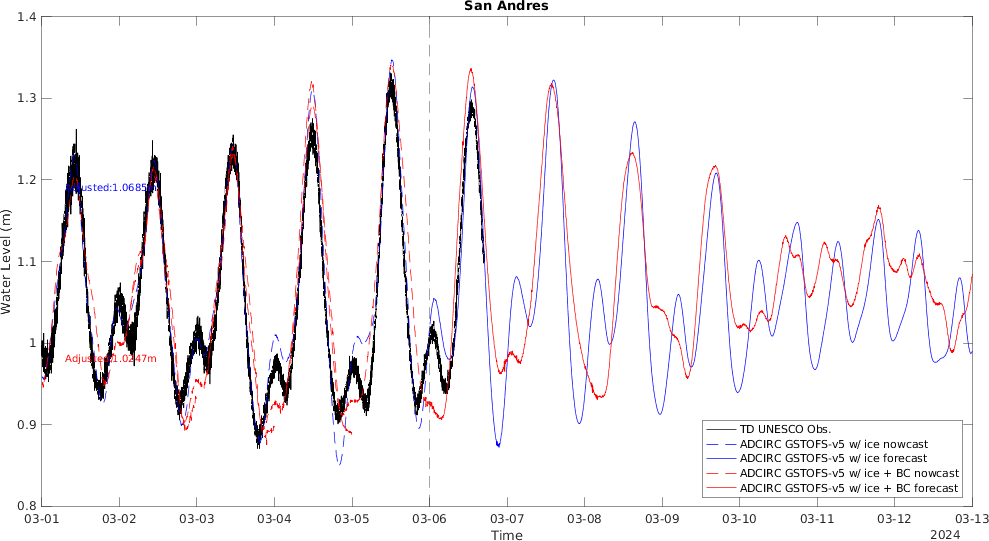 San Andres
1.4
1.3
1.2
1.1
1
0.9
0.8
Water Level (m)
Adjusted:1.0685m
Adjusted:1.0247m
TD UNESCO Obs.
ADCIRC GSTOFS-v5 w/ ice nowcast
ADCIRC GSTOFS-v5 w/ ice forecast
ADCIRC GSTOFS-v5 w/ ice + BC nowcast
ADCIRC GSTOFS-v5 w/ ice + BC forecast
03-01 03-02 03-03 03-04 03-05 03-06 03-07 03-08 03-09 03-10 03-11 03-12 03-13
Time
2024